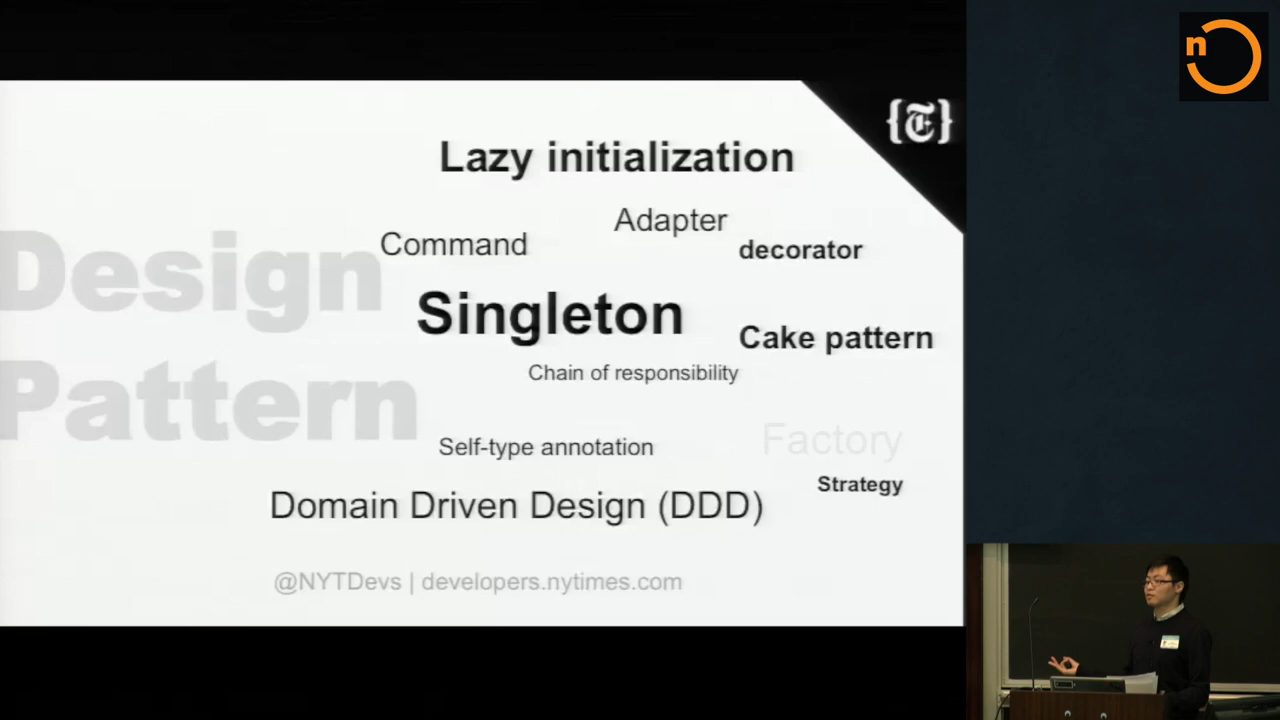 n
{T}
Lazy initialization
Adapter
Command
decorator
Design
Singleton
Cake pattern
Chain of responsibility
Pattern
Factory
Self-type annotation
Strategy
Domain Driven Design (DDD)
@NYTDevs | developers.nytimes.com